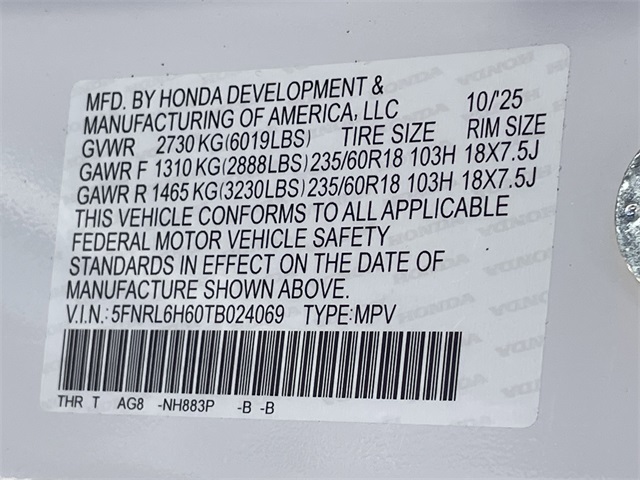 MFD. BY HONDA DEVELOPMENT &
MANUFACTURING OF AMERICA, LLC 10/'25
GVWR 2730 KG(6019LBS) TIRE SIZE RIM SIZE
GAWR F 1310 KG(2888LBS) 235/60R18 103H 18X7.5J
GAWR R 1465 KG(3230LBS) 235/60R18 103H 18X7.5J
THIS VEHICLE CONFORMS TO ALL APPLICABLE
FEDERAL MOTOR VEHICLE SAFETY
STANDARDS IN EFFECT ON THE DATE OF
MANUFACTURE SHOWN ABOVE.
V.I.N.: 5FNRL6H60TB024069 TYPE:MPV
THR T AG8 -NH883P -B -B